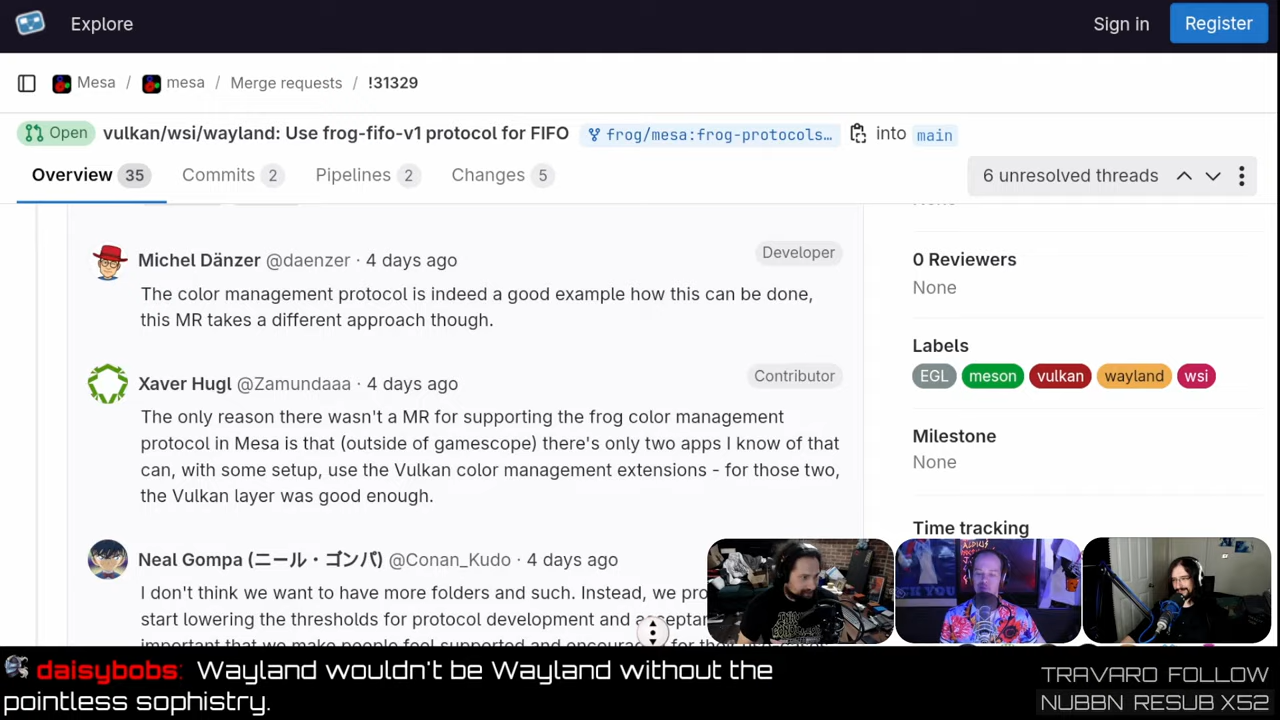 Explore
Sign in
Register
Mesa / mesa / Merge requests / !31329
Open vulkan/wsi/wayland: Use frog-fifo-v1 protocol for FIFO frog/mesa:frog-protocols… into main
Overview 35 Commits 2 Pipelines 2 Changes 5
6 unresolved threads
Michel Dänzer @daenzer · 4 days ago
Developer
The color management protocol is indeed a good example how this can be done,
this MR takes a different approach though.
Xaver Hugl @Zamundaaa · 4 days ago
Contributor
The only reason there wasn't a MR for supporting the frog color management
protocol in Mesa is that (outside of gamescope) there's only two apps I know of that
can, with some setup, use the Vulkan color management extensions - for those two,
the Vulkan layer was good enough.
Neal Gompa (ニール・ゴンパ) @Conan_Kudo · 4 days ago
I don't think we want to have more folders and such. Instead, we
start lowering the thresholds for protocol development and
important that we make people feel supported and
0 Reviewers
None
Labels
EGL meson vulkan wayland wsi
Milestone
None
Time tracking
daisybobs: Wayland wouldn't be Wayland without the
pointless sophistry.
TRAVARO FOLLOW
NUBBN RESUB X52